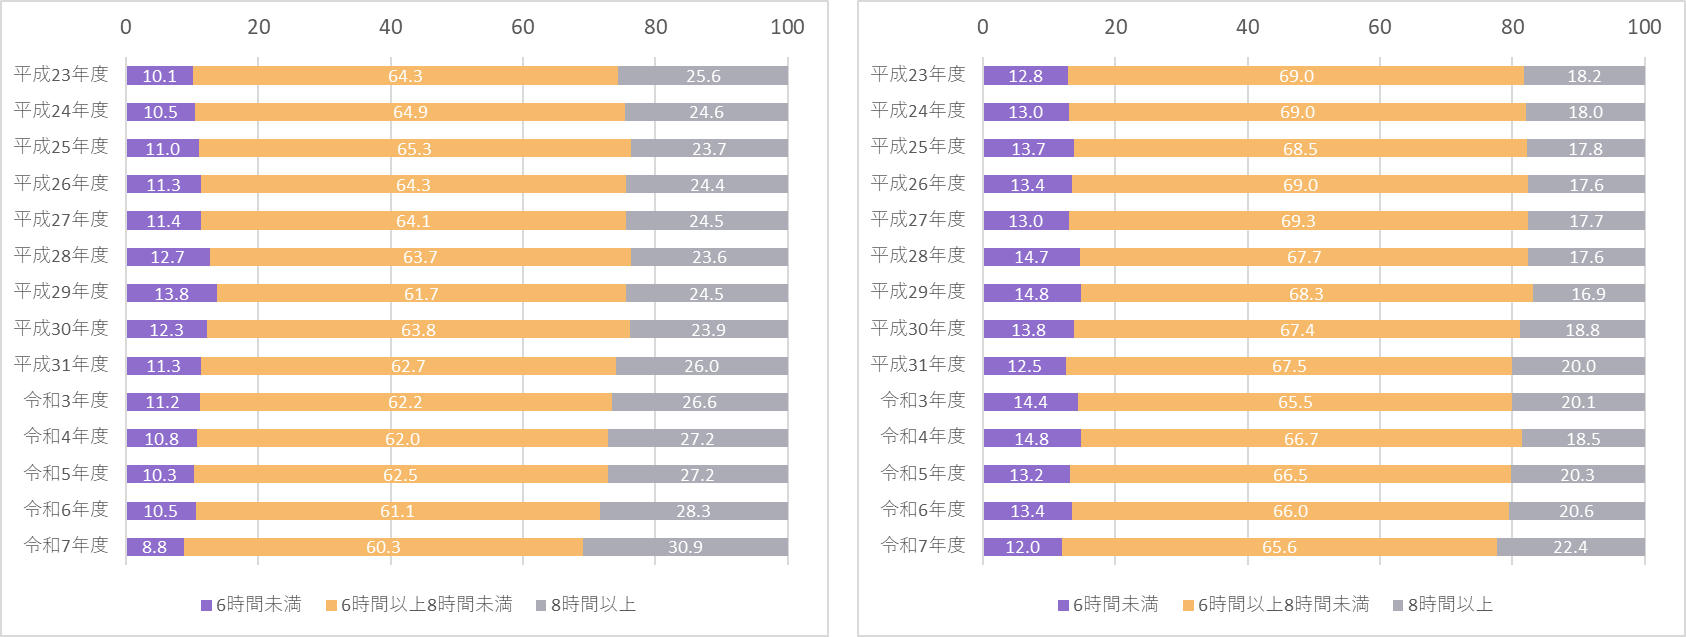 0 20 40 60 80 100
平成23年度 10.1 64.3 25.6
平成24年度 10.5 64.9 24.6
平成25年度 11.0 65.3 23.7
平成26年度 11.3 64.3 24.4
平成27年度 11.4 64.1 24.5
平成28年度 12.7 63.7 23.6
平成29年度 13.8 61.7 24.5
平成30年度 12.3 63.8 23.9
平成31年度 11.3 62.7 26.0
令和3年度 11.2 62.2 26.6
令和4年度 10.8 62.0 27.2
令和5年度 10.3 62.5 27.2
令和6年度 10.5 61.1 28.3
令和7年度 8.8 60.3 30.9
6時間未満 6時間以上8時間未満 8時間以上
0 20 40 60 80 100
平成23年度 12.8 69.0 18.2
平成24年度 13.0 69.0 18.0
平成25年度 13.7 68.5 17.8
平成26年度 13.4 69.0 17.6
平成27年度 13.0 69.3 17.7
平成28年度 14.7 67.7 17.6
平成29年度 14.8 68.3 16.9
平成30年度 13.8 67.4 18.8
平成31年度 12.5 67.5 20.0
令和3年度 14.4 65.5 20.1
令和4年度 14.8 66.7 18.5
令和5年度 13.2 66.5 20.3
令和6年度 13.4 66.0 20.6
令和7年度 12.0 65.6 22.4
6時間未満 6時間以上8時間未満 8時間以上